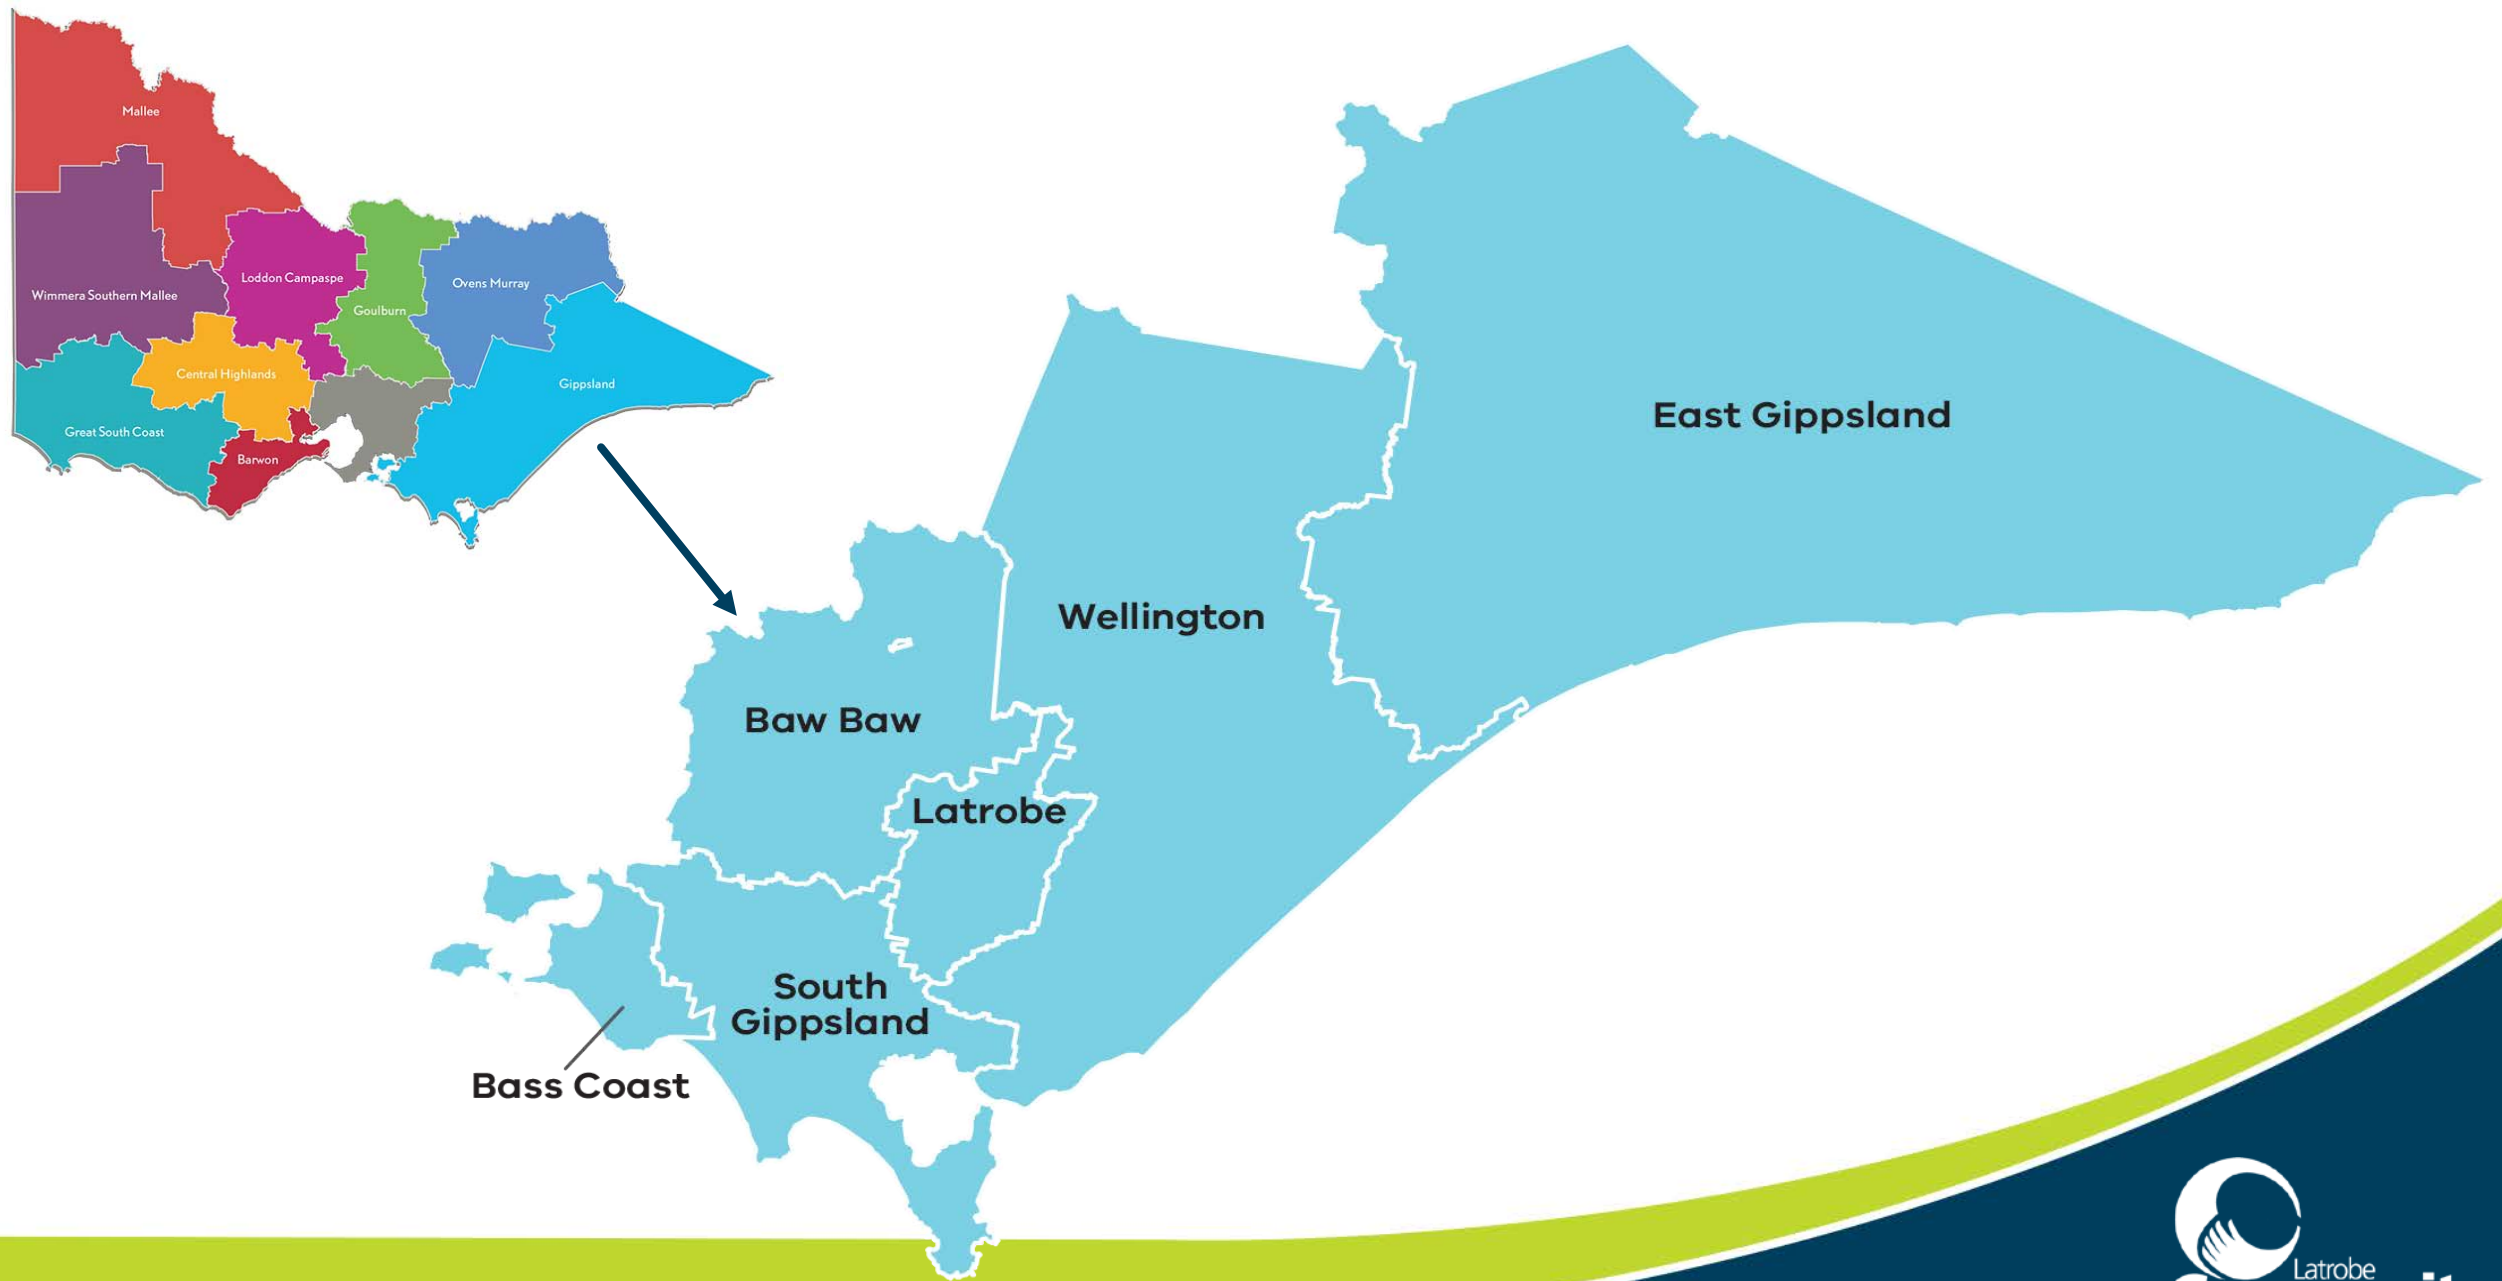 Mallee
Wimmera Southern Mallee
Loddon Campaspe
Goulburn
Ovens Murray
Central Highlands
Gippsland
Great South Coast
Barwon
East Gippsland
Wellington
Baw Baw
Latrobe
South
Gippsland
Bass Coast
Latrobe